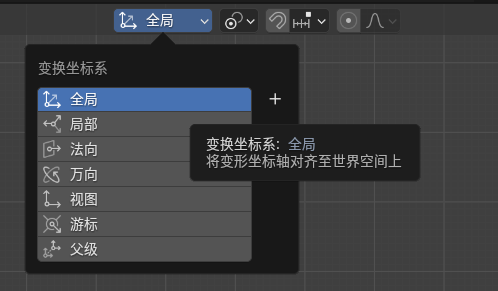 全局
变换坐标系
全局
局部
法向
万向
视图
游标
父级
变换坐标系: 全局
将变形坐标轴对齐至世界空间上